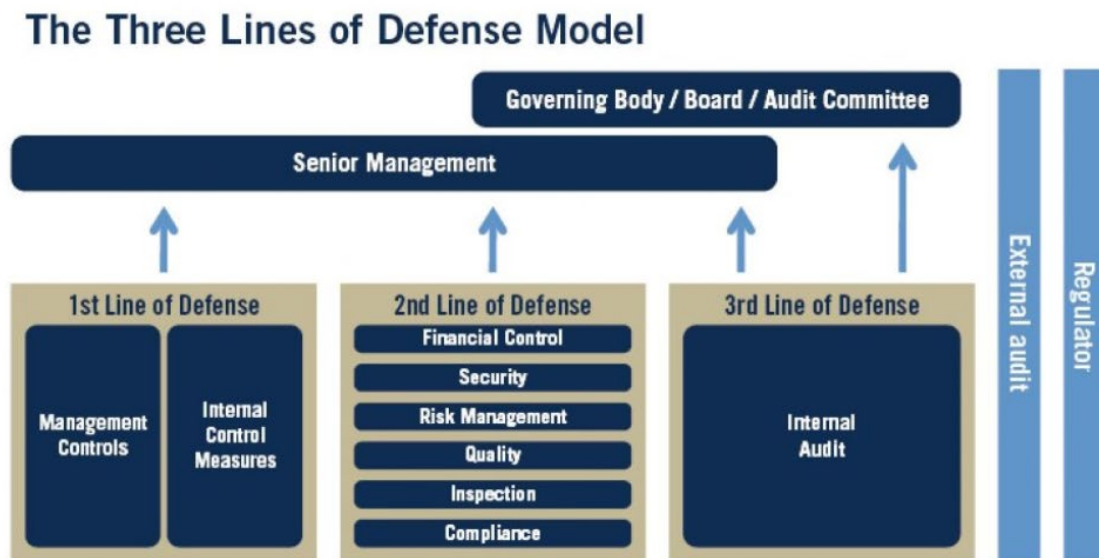 The Three Lines of Defense Model
Governing Body / Board / Audit Committee
Senior Management
1st Line of Defense
Management
Controls
Internal
Control
Measures
2nd Line of Defense
Financial Control
Security
Risk Management
Quality
Inspection
Compliance
3rd Line of Defense
Internal
Audit
External audit
Regulator